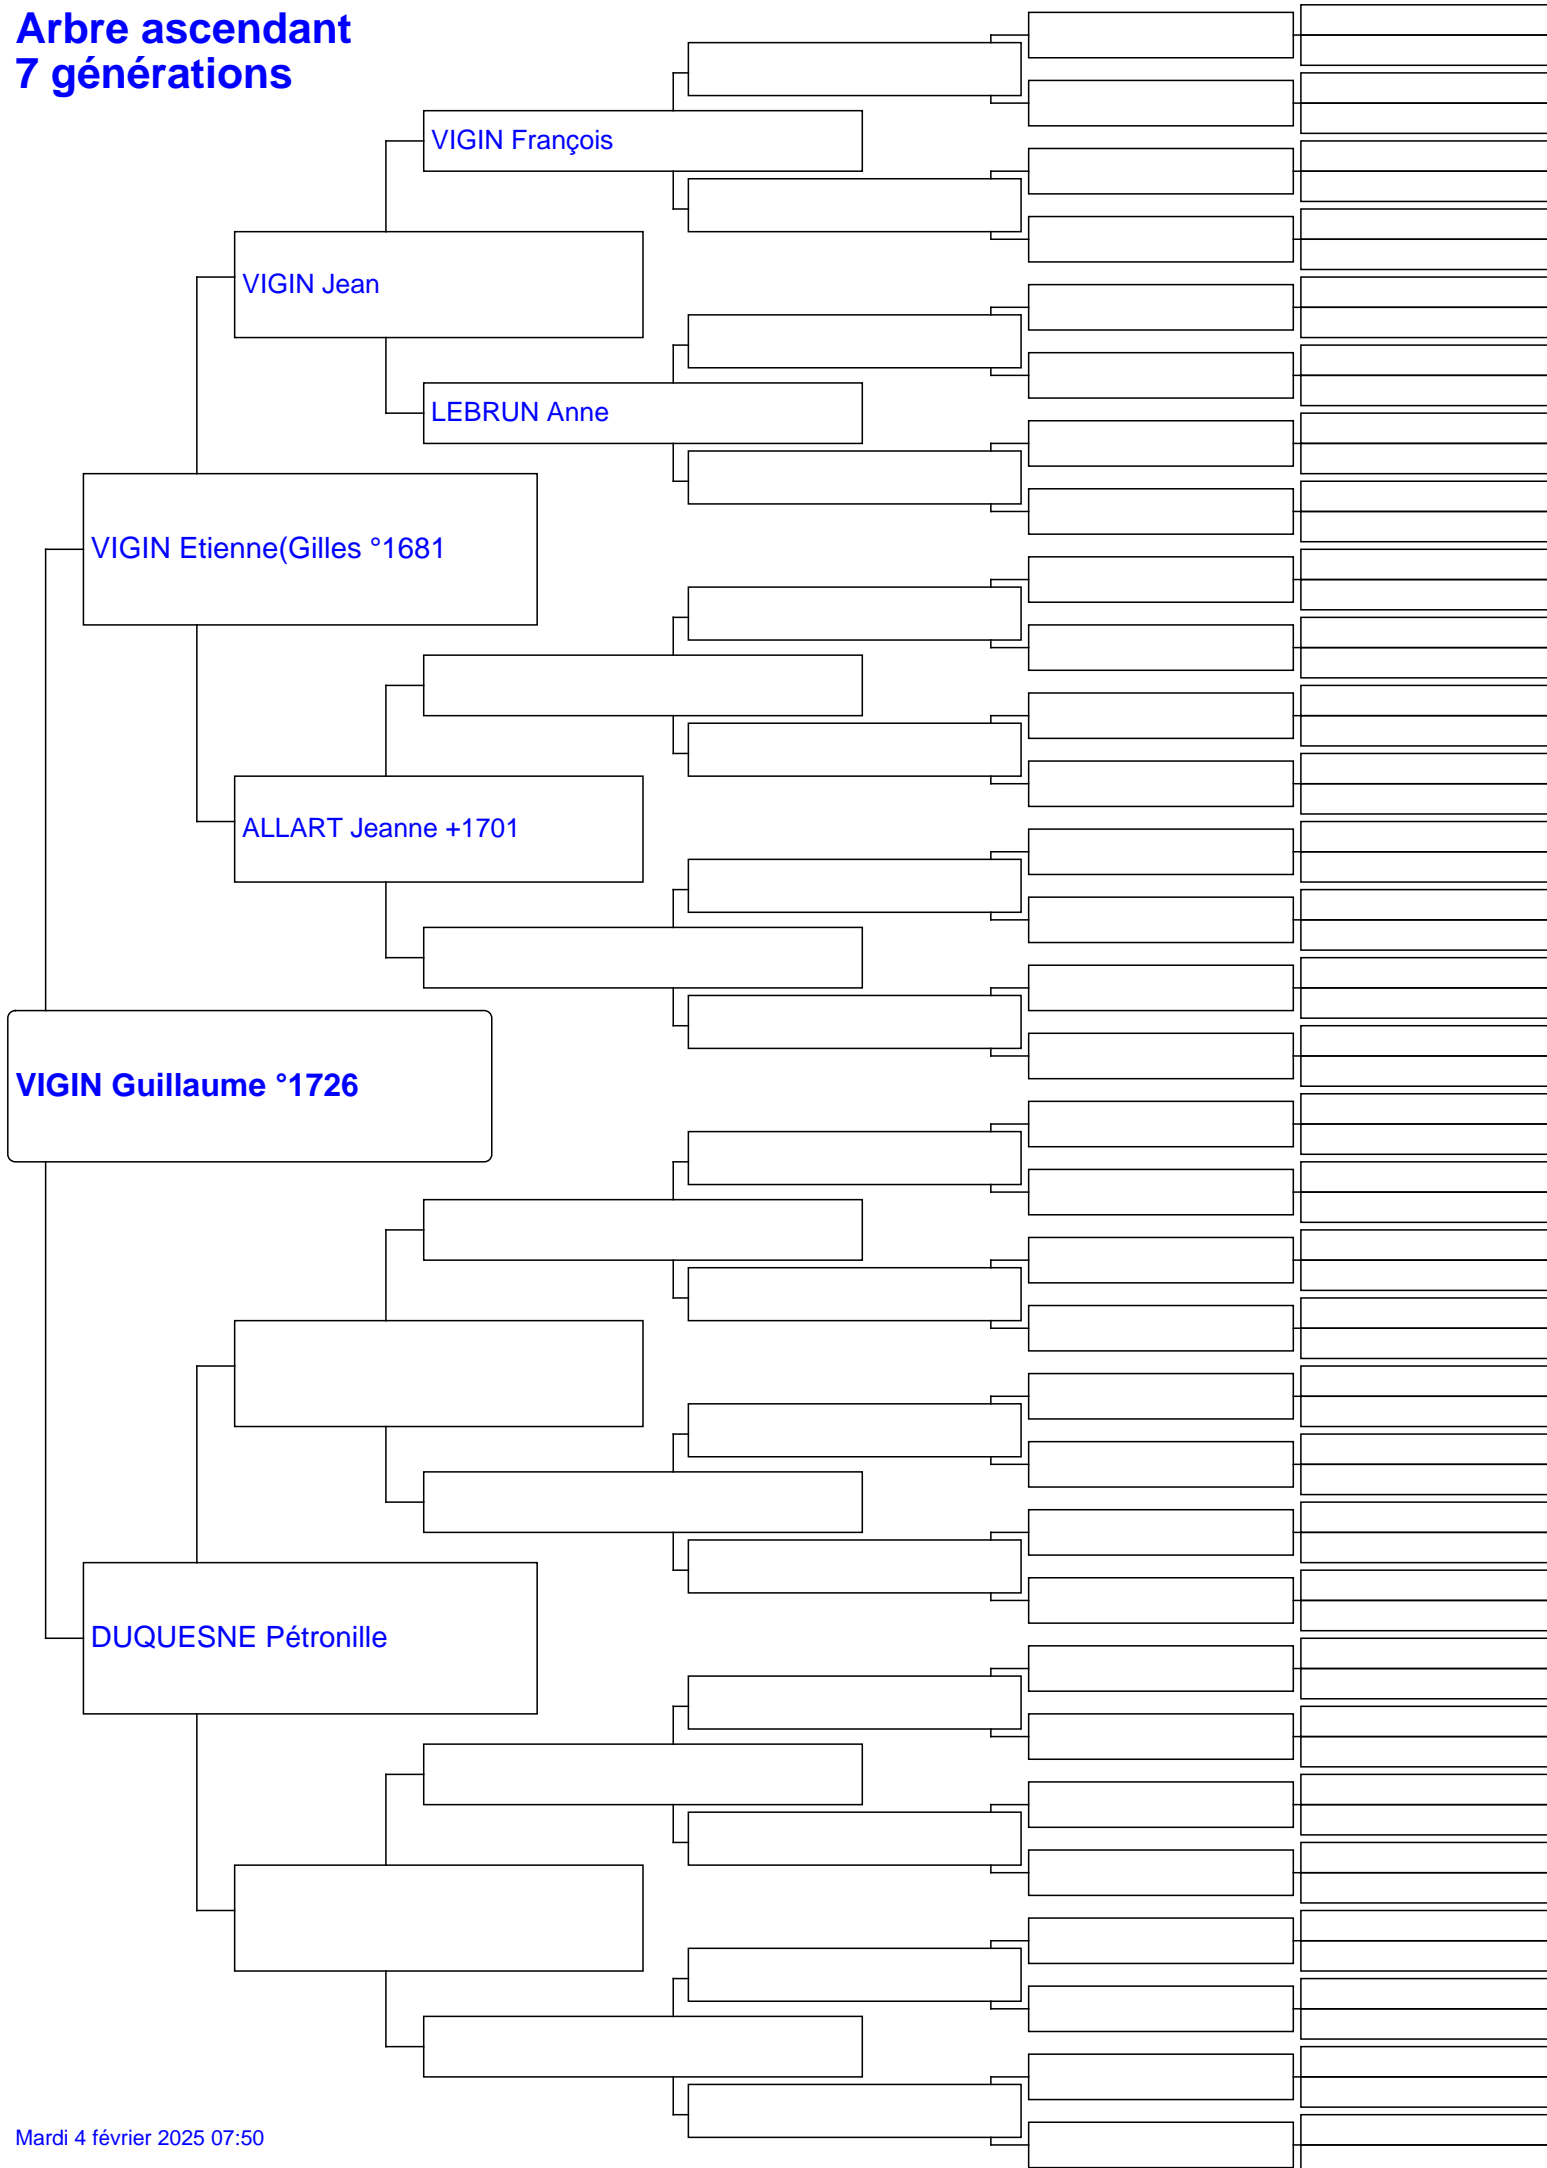 Arbre ascendant
7 générations
VIGIN François
VIGIN Jean
LEBRUN Anne
VIGIN Etienne(Gilles °1681
ALLART Jeanne +1701
VIGIN Guillaume °1726
DUQUESNE Pétronille
Mardi 4 février 2025 07:50